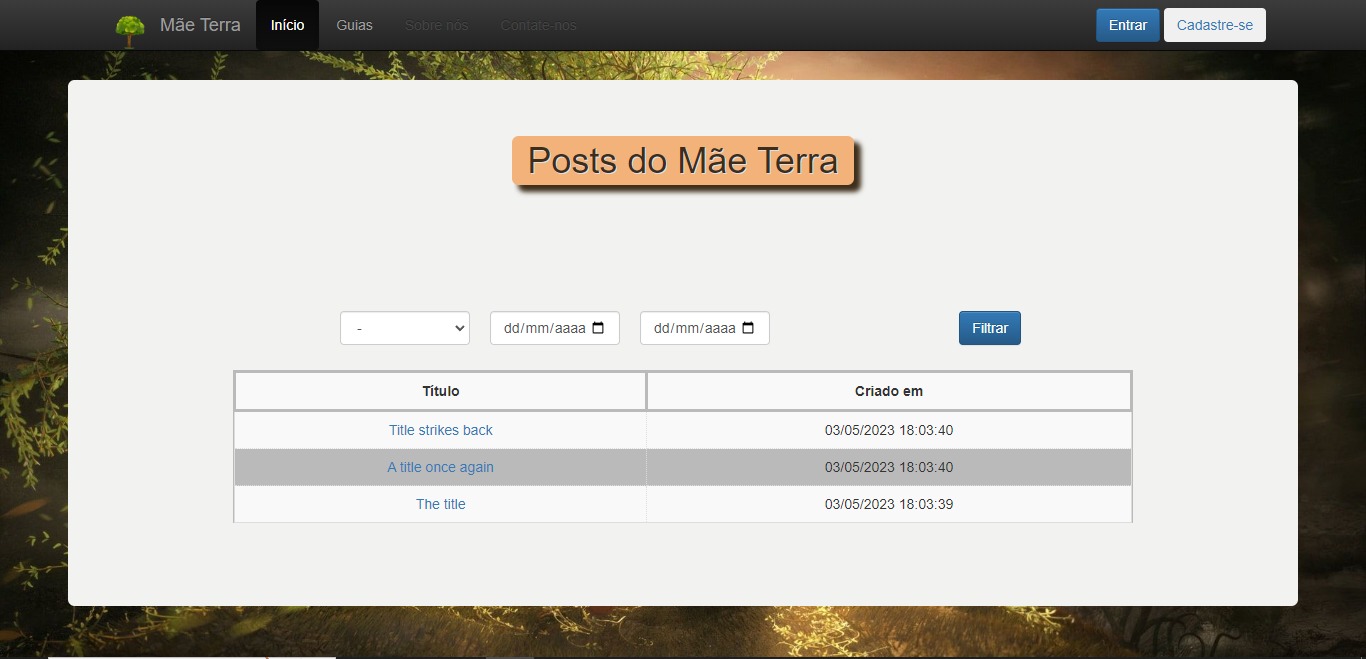 Mãe Terra Início Guias Sobre nós Contate-nos Entrar Cadastre-se
Posts do Mãe Terra
- dd/mm/aaaa dd/mm/aaaa Filtrar
Título Criado em
Title strikes back 03/05/2023 18:03:40
A title once again 03/05/2023 18:03:40
The title 03/05/2023 18:03:39